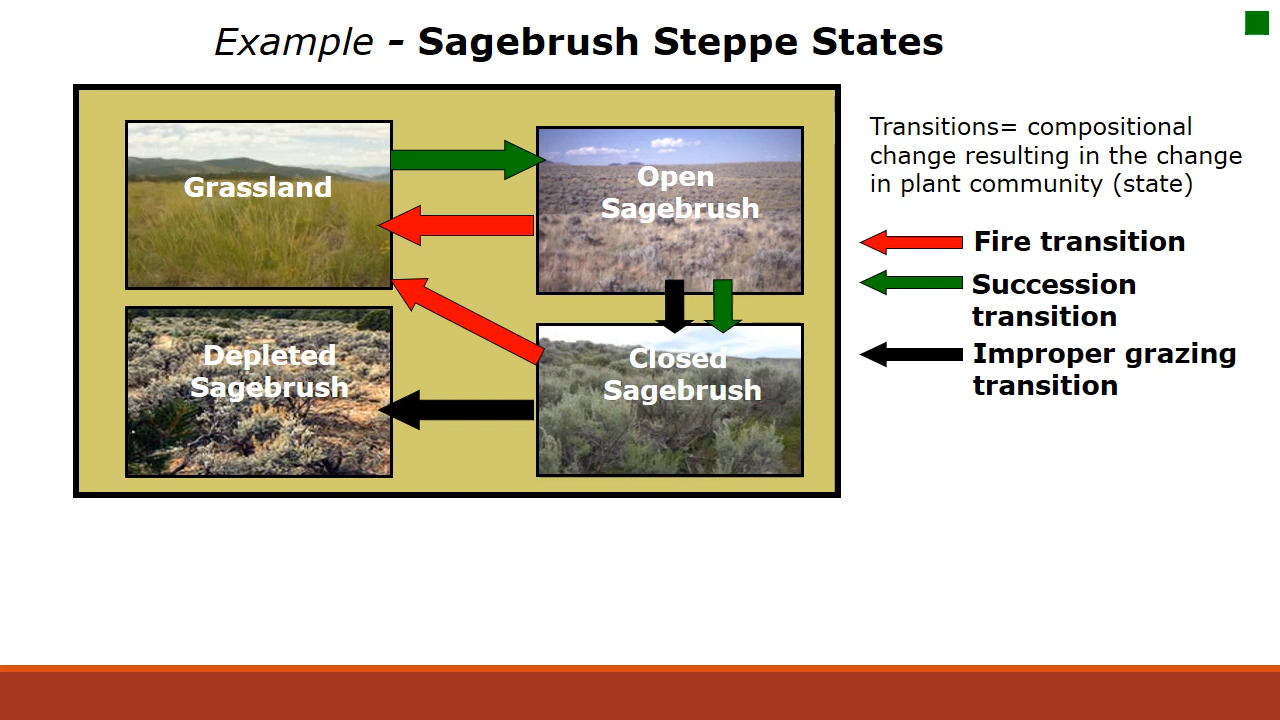 Example – Sagebrush Steppe States
Grassland
Open
Sagebrush
Depleted
Sagebrush
Closed
Sagebrush
Transitions= compositional
change resulting in the change
in plant community (state)
Fire transition
Succession
transition
Improper grazing
transition